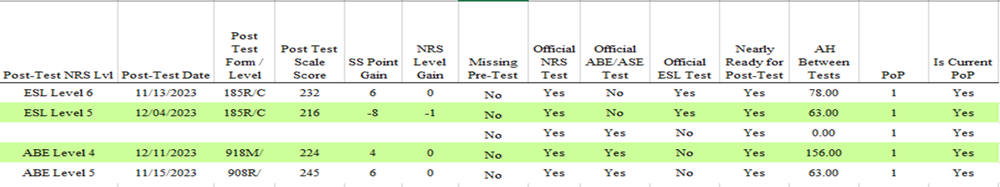 Post-Test NRS Lvl Post-Test Date Post Test Form / Level Post Test Scale Score SS Point Gain NRS Level Gain Missing Pre-Test Official NRS Test Official ABE/ASE Test Official ESL Test Nearly Ready for Post-Test AH Between Tests PoP Is Current PoP
ESL Level 6 11/13/2023 185R/C 232 6 0 No Yes No Yes Yes 78.00 1 Yes
ESL Level 5 12/04/2023 185R/C 216 -8 -1 No Yes No Yes Yes 63.00 1 Yes
No Yes Yes No Yes 0.00 1 Yes
ABE Level 4 12/11/2023 918M/ 224 4 0 No Yes Yes No Yes 156.00 1 Yes
ABE Level 5 11/15/2023 908R/ 245 6 0 No Yes Yes No Yes 63.00 1 Yes